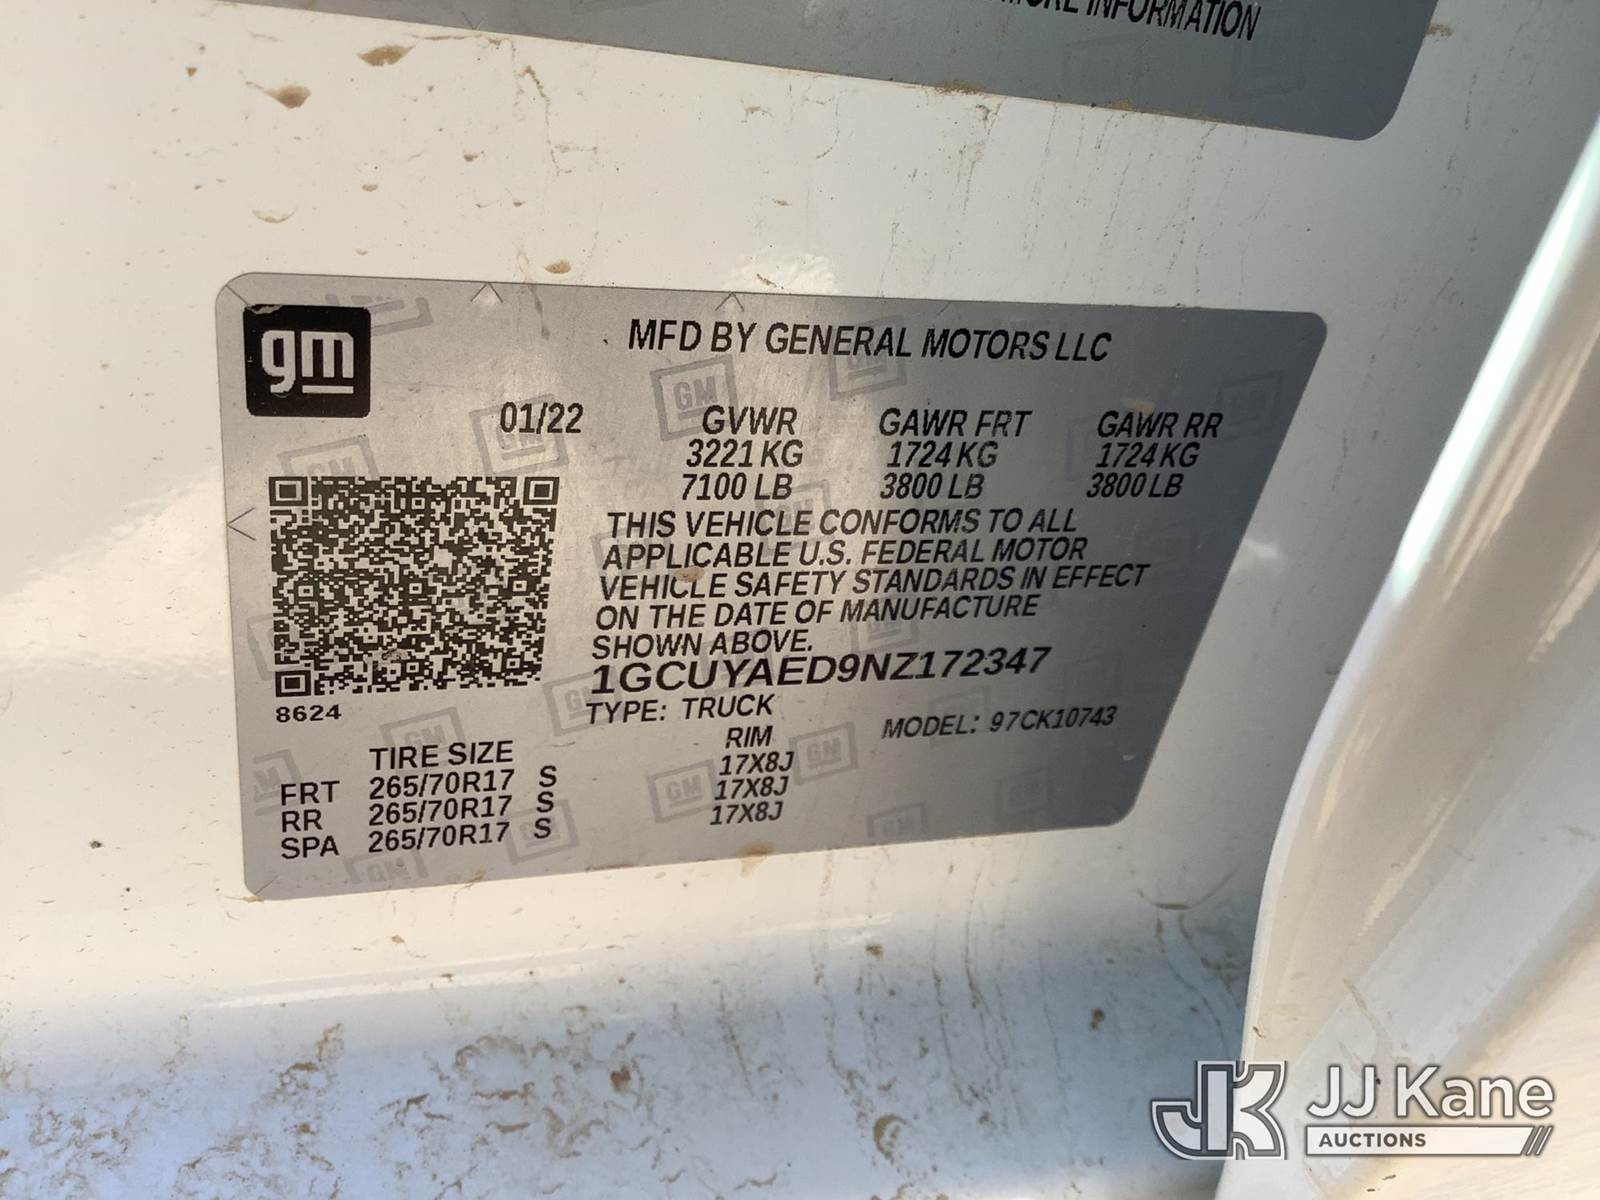 MORE INFORMATION
gm
MFD BY GENERAL MOTORS LLC
01/22
GVWR GAWR FRT GAWR RR
3221 KG 1724 KG 1724 KG
7100 LB 3800 LB 3800 LB
THIS VEHICLE CONFORMS TO ALL
APPLICABLE U.S. FEDERAL MOTOR
VEHICLE SAFETY STANDARDS IN EFFECT
ON THE DATE OF MANUFACTURE
SHOWN ABOVE.
1GCUYAED9NZ172347
8624
TYPE: TRUCK MODEL: 97CK10743
TIRE SIZE RIM
FRT 265/70R17 S 17X8J
RR 265/70R17 S 17X8J
SPA 265/70R17 S 17X8J
JK JJ Kane
AUCTIONS